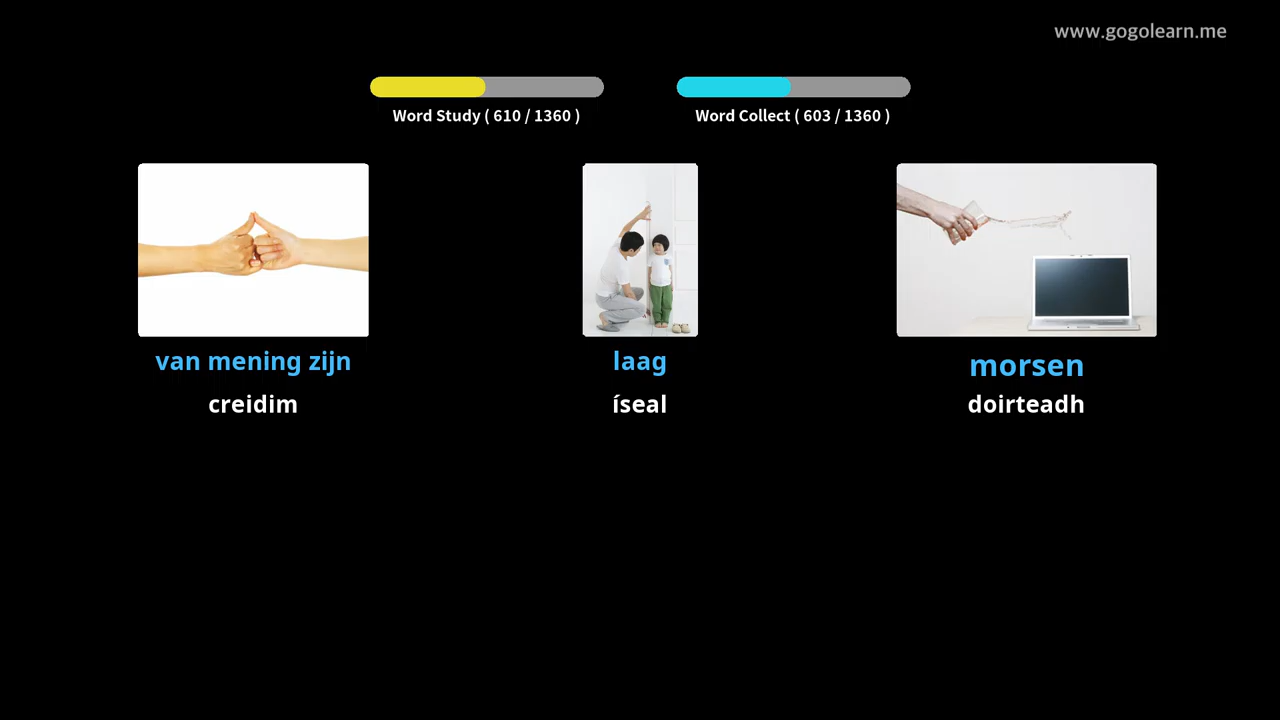 www.gogolearn.me
Word Study ( 610 / 1360 )
Word Collect ( 603 / 1360 )
van mening zijn
laag
morsen
creidim
íseal
doirteadh